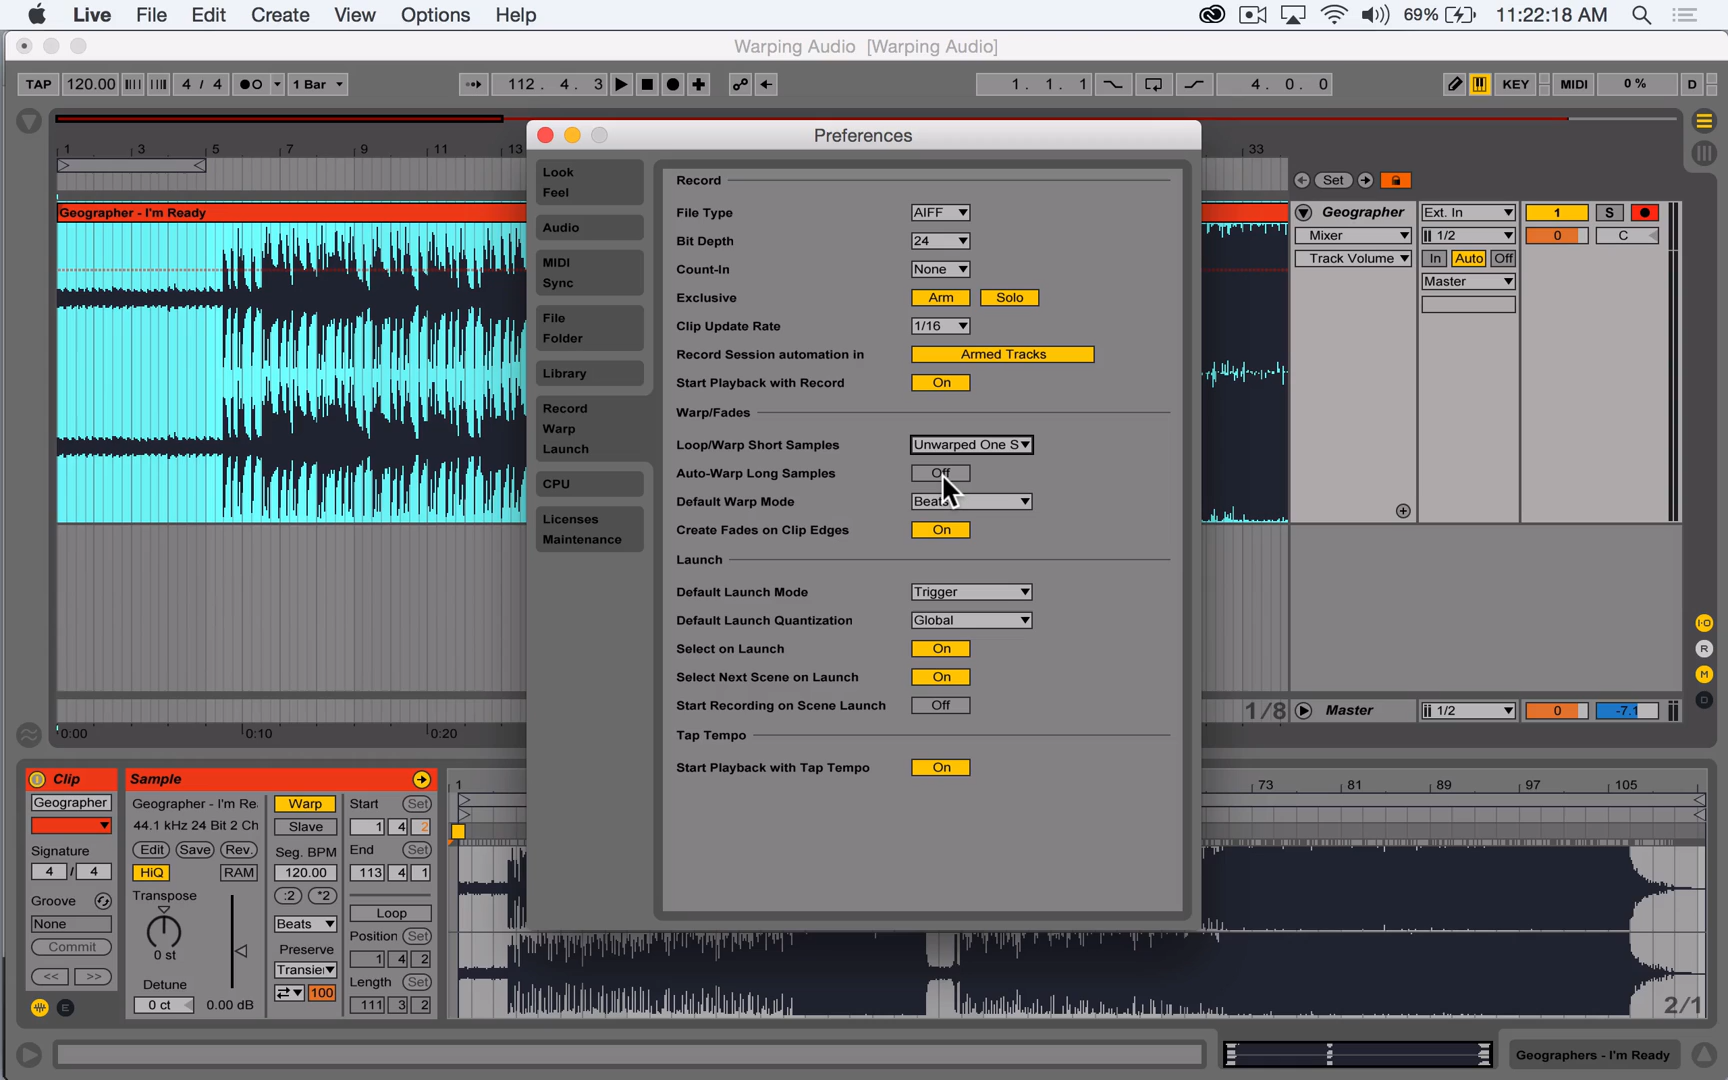 Live File Edit Create View Options Help 69% 11:22:18 AM
Warping Audio [Warping Audio]
TAP 120.00 4 / 4 1 Bar 112 . 4 . 3 1 . 1 . 1 4 . 0 . 0 KEY MIDI 0 % D
Preferences
1 3 5 7 9 11 13 33
Set
Geographer - I'm Ready
Look
Feel
Audio
MIDI
Sync
File
Folder
Library
Record
Warp
Launch
CPU
Licenses
Maintenance
Record
File Type AIFF
Bit Depth 24
Count-In None
Exclusive Arm Solo
Clip Update Rate 1/16
Record Session automation in Armed Tracks
Start Playback with Record On
Warp/Fades
Loop/Warp Short Samples Unwarped One S
Auto-Warp Long Samples Off
Default Warp Mode Beats
Create Fades on Clip Edges On
Launch
Default Launch Mode Trigger
Default Launch Quantization Global
Select on Launch On
Select Next Scene on Launch On
Start Recording on Scene Launch Off
Tap Tempo
Start Playback with Tap Tempo On
Geographer Ext. In 1 S
Mixer 1/2 0 C
Track Volume In Auto Off
Master
I·O
R
M
D
1/8 Master 1/2 0 -7.1
0:00 0:10 0:20
Clip
Geographer
Signature
4 / 4
Groove
None
Commit
<< >>
E
Sample
Geographer - I'm Re
44.1 kHz 24 Bit 2 Ch
Edit Save Rev.
HiQ RAM
Transpose
0 st
Detune
0 ct 0.00 dB
Warp
Slave
Seg. BPM
120.00
:2 *2
Beats
Preserve
Transie
100
Start Set
1 4 2
End Set
113 4 1
Loop
Position Set
1 4 2
Length Set
111 3 2
1 73 81 89 97 105
2/1
Geographers - I'm Ready